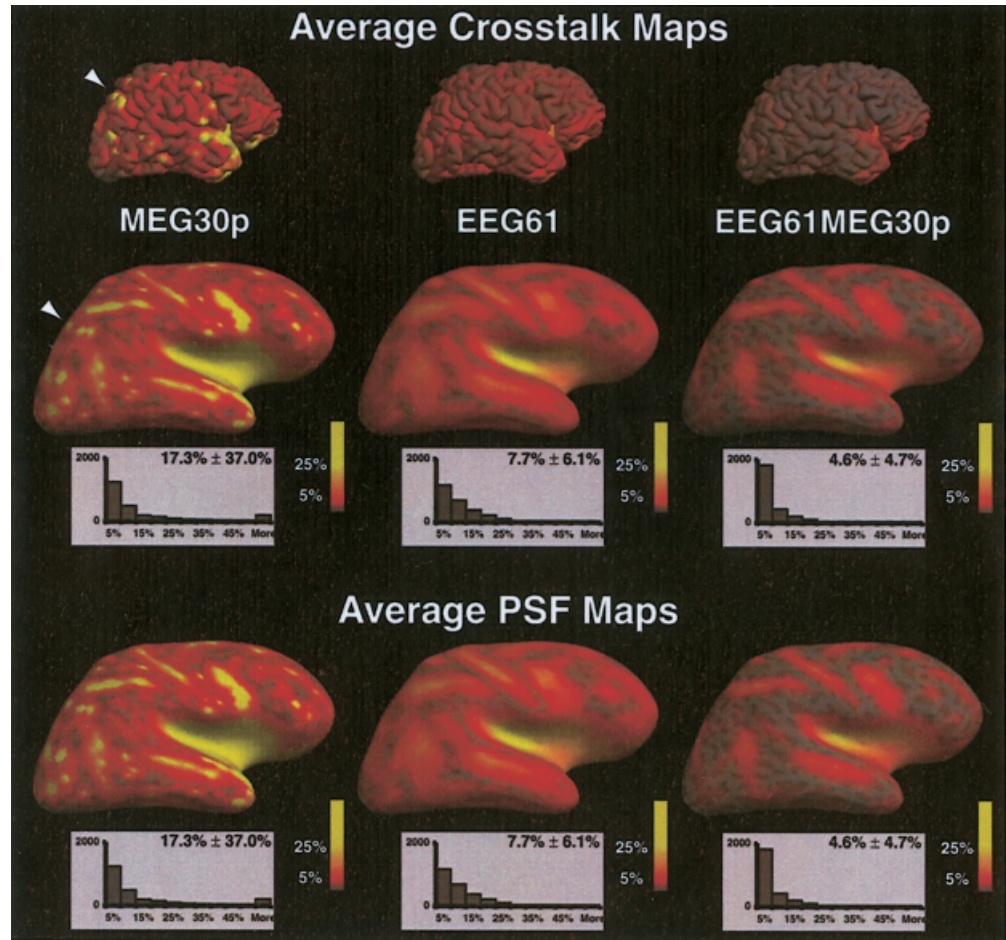 Average Crosstalk Maps
MEG30p EEG61 EEG61MEG30p
2000 17.3% ± 37.0% 25% 5% 0
5% 15% 25% 35% 45% More
2000 7.7% ± 6.1% 25% 5% 0
5% 15% 25% 35% 45% More
2000 4.6% ± 4.7% 25% 5% 0
5% 15% 25% 35% 45% More
Average PSF Maps
2000 17.3% ± 37.0% 25% 5% 0
5% 15% 25% 35% 45% More
2000 7.7% ± 6.1% 25% 5% 0
5% 15% 25% 35% 45% More
2000 4.6% ± 4.7% 25% 5% 0
5% 15% 25% 35% 45% More